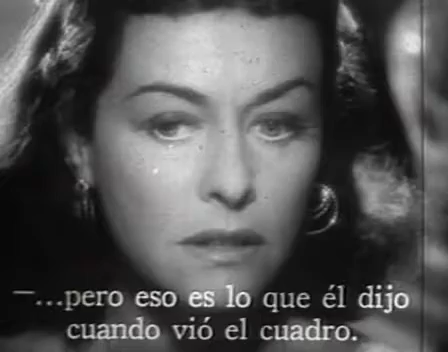 —...pero eso es lo que él dijo
cuando vió el cuadro.